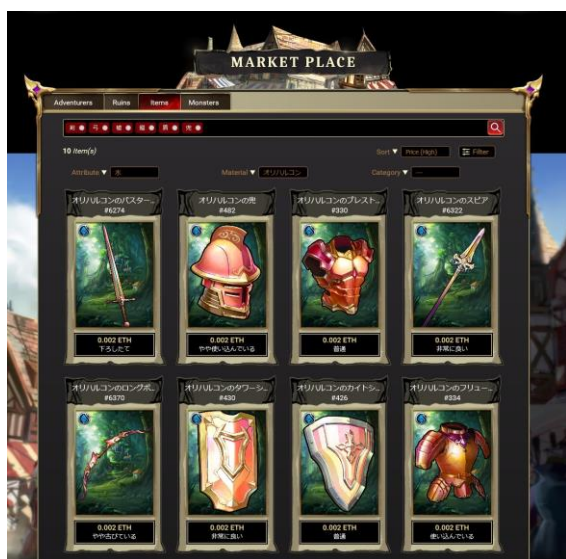 MARKET PLACE
Adventurers Ruins Items Monsters
10 Item(s)
Sort ▼ Price (High) Filter
Attribute ▼ 水 Material ▼ オリハルコン Category ▼ ---
オリハルコンのバスター... オリハルコンの兜 オリハルコンのブレスト... オリハルコンのスピア
#6274 #482 #330 #6322
0.002 ETH 0.002 ETH 0.002 ETH 0.002 ETH
下ろしたて やや使い込んでいる 普通 非常に良い
オリハルコンのロングボ... オリハルコンのタワーシ... オリハルコンのカイトシ... オリハルコンのフリュー...
#6370 #430 #426 #334
0.002 ETH 0.002 ETH 0.002 ETH 0.002 ETH
やや古びている 非常に良い 普通 使い込んでいる